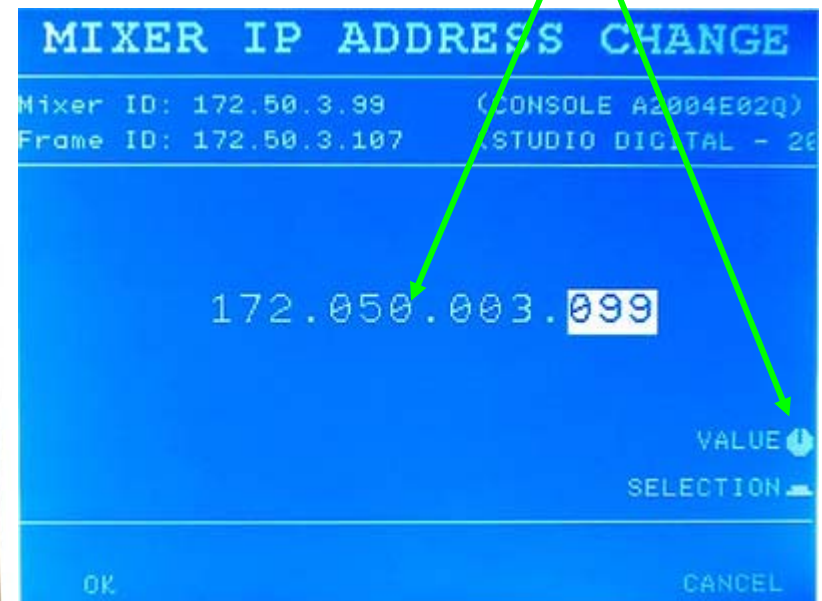 MIXER IP ADDRESS CHANGE
Mixer ID: 172.50.3.99 (CONSOLE A2004E02Q)
Frame ID: 172.50.3.107 (STUDIO DIGITAL - 20
172.050.003.099
VALUE
SELECTION
OK CANCEL